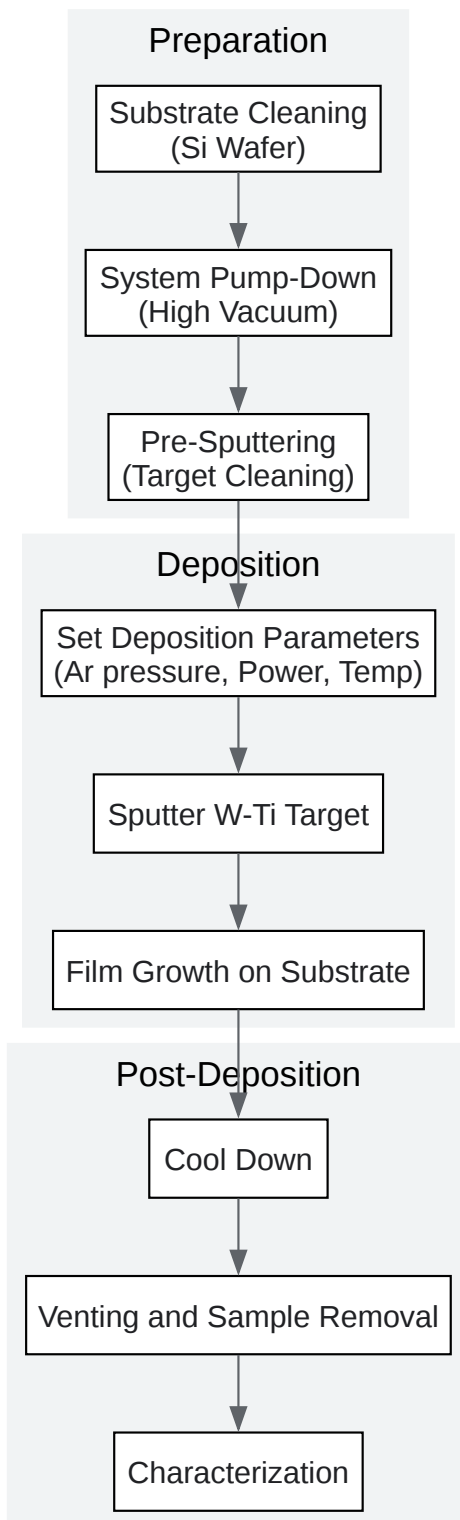 Preparation
Substrate Cleaning
(Si Wafer)
System Pump-Down
(High Vacuum)
Pre-Sputtering
(Target Cleaning)
Deposition
Set Deposition Parameters
(Ar pressure, Power, Temp)
Sputter W-Ti Target
Film Growth on Substrate
Post-Deposition
Cool Down
Venting and Sample Removal
Characterization